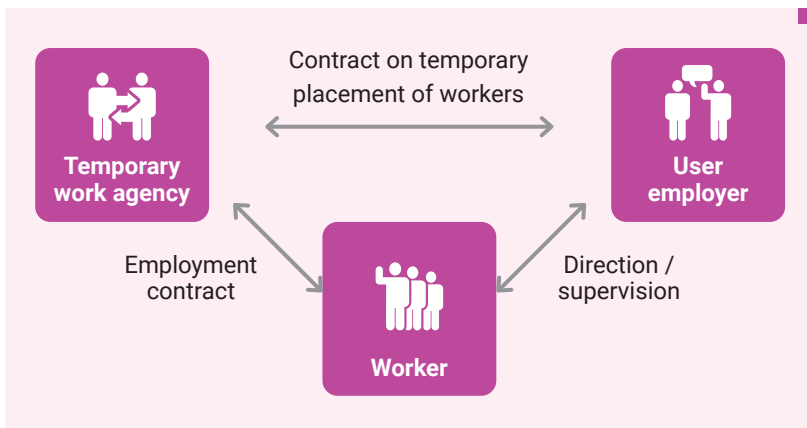 Contract on temporary
placement of workers
Temporary
work agency
User
employer
Employment
contract
Direction /
supervision
Worker